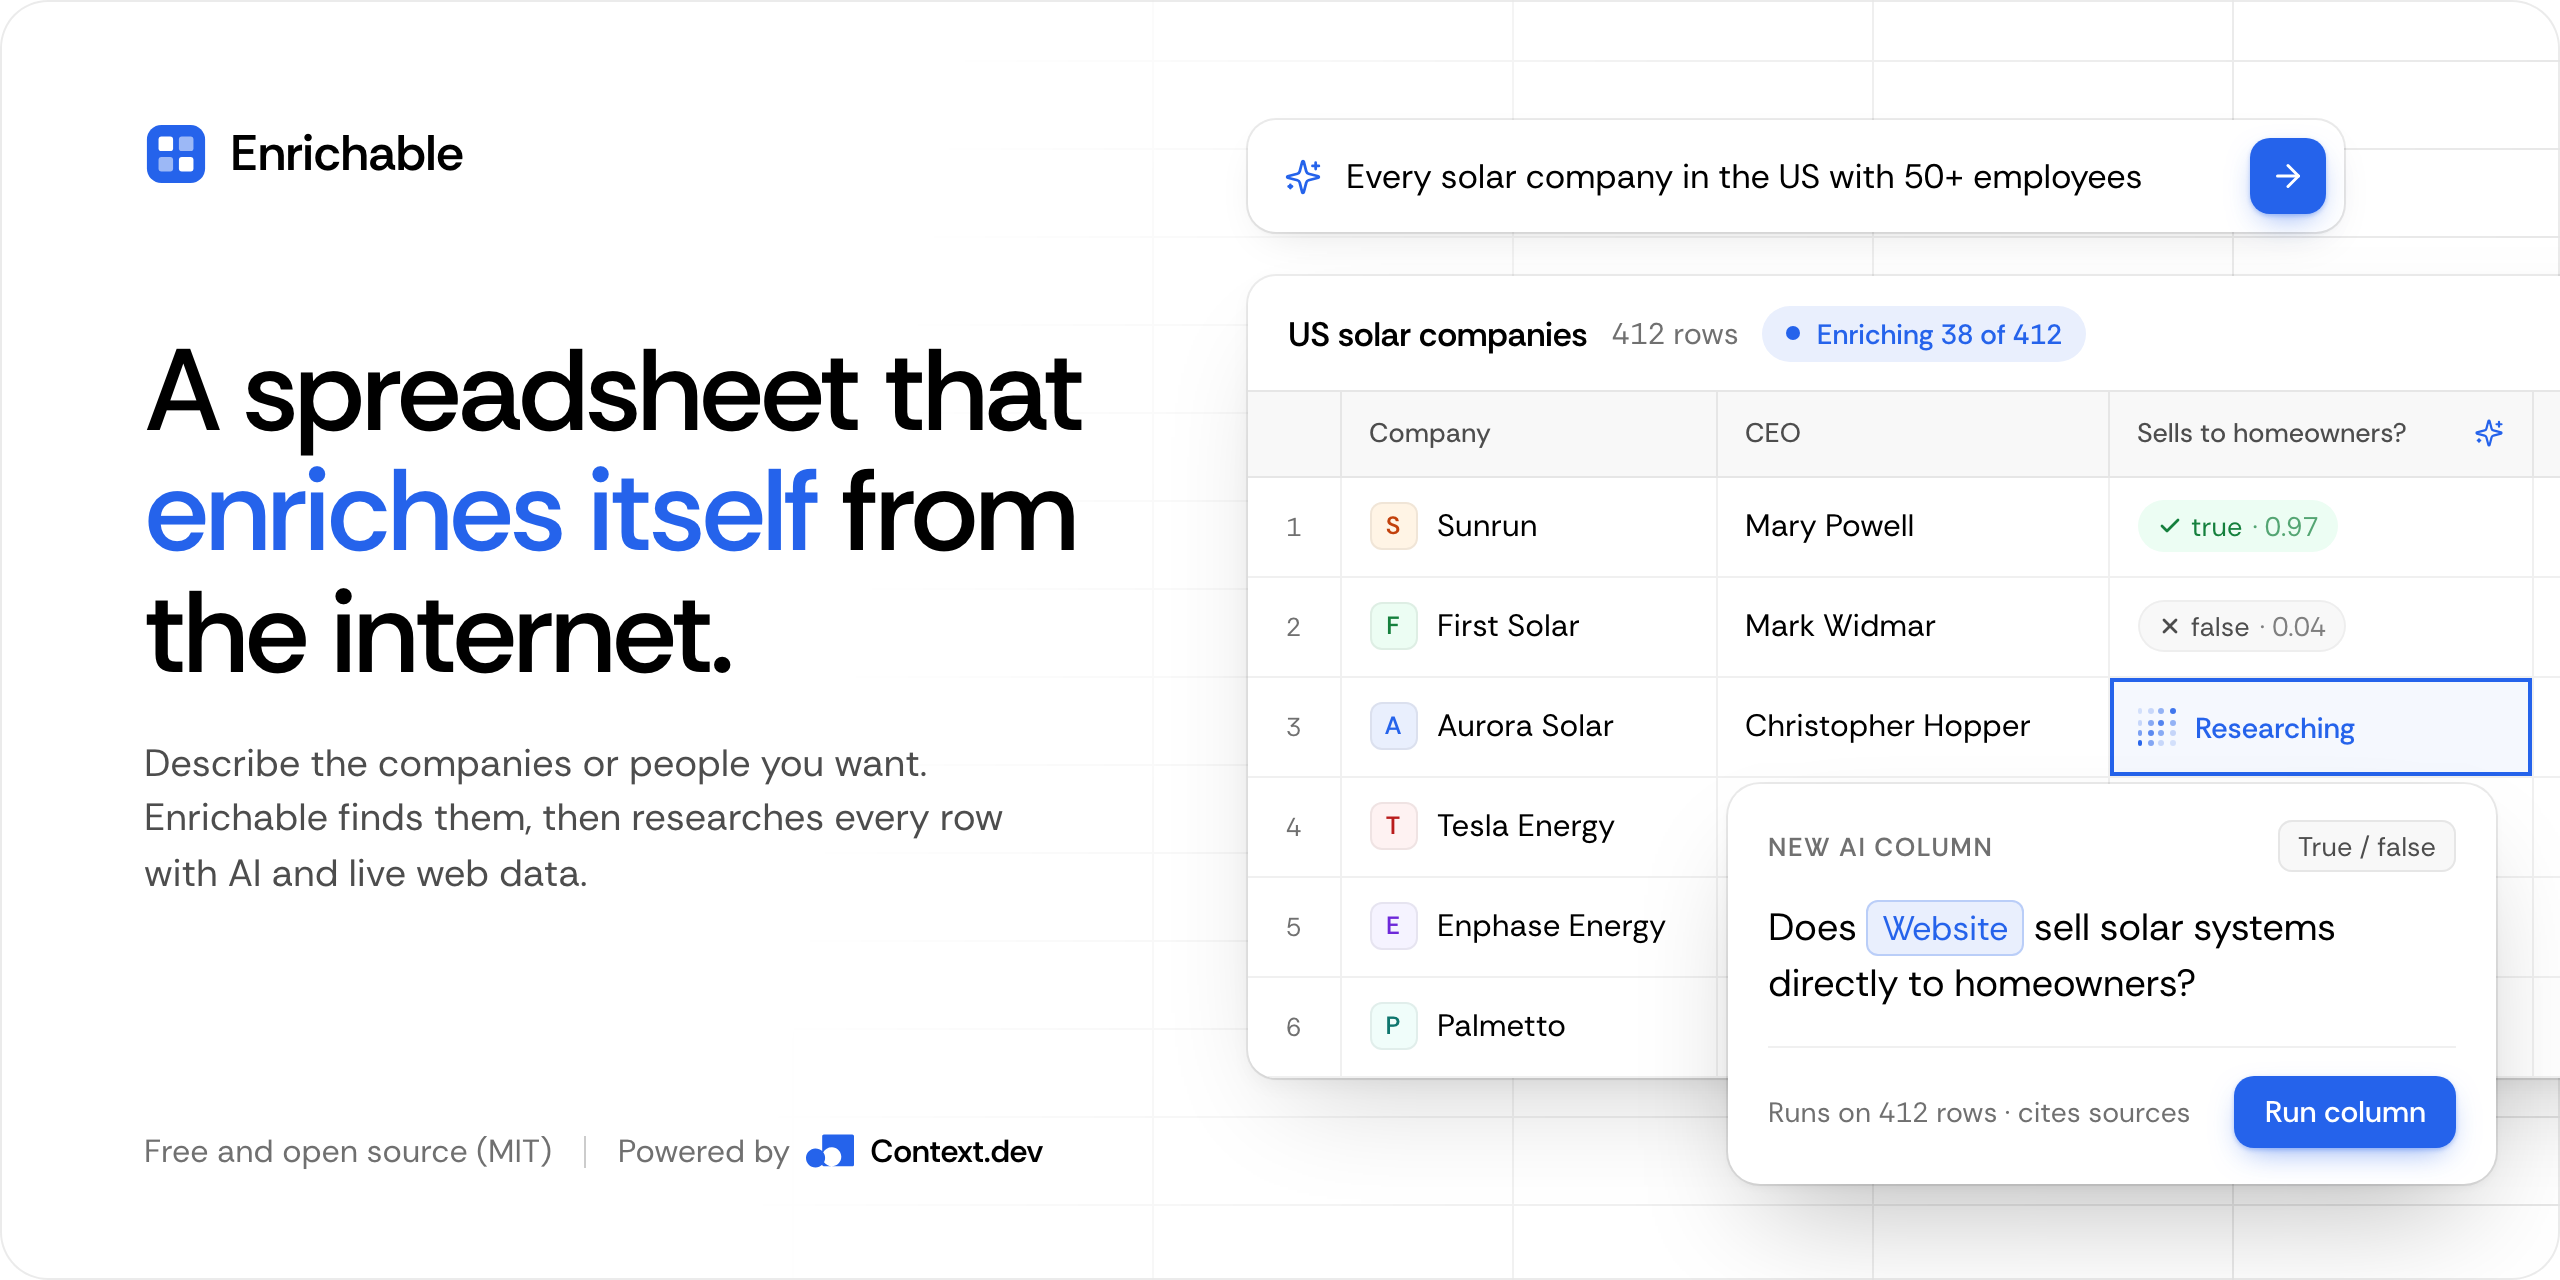 Enrichable
A spreadsheet that
enriches itself from
the internet.
Describe the companies or people you want.
Enrichable finds them, then researches every row
with AI and live web data.
Free and open source (MIT) | Powered by Context.dev
Every solar company in the US with 50+ employees
US solar companies 412 rows Enriching 38 of 412
Company CEO Sells to homeowners?
1 S Sunrun Mary Powell true · 0.97
2 F First Solar Mark Widmar false · 0.04
3 A Aurora Solar Christopher Hopper Researching
4 T Tesla Energy
5 E Enphase Energy
6 P Palmetto
NEW AI COLUMN True / false
Does Website sell solar systems
directly to homeowners?
Runs on 412 rows · cites sources Run column